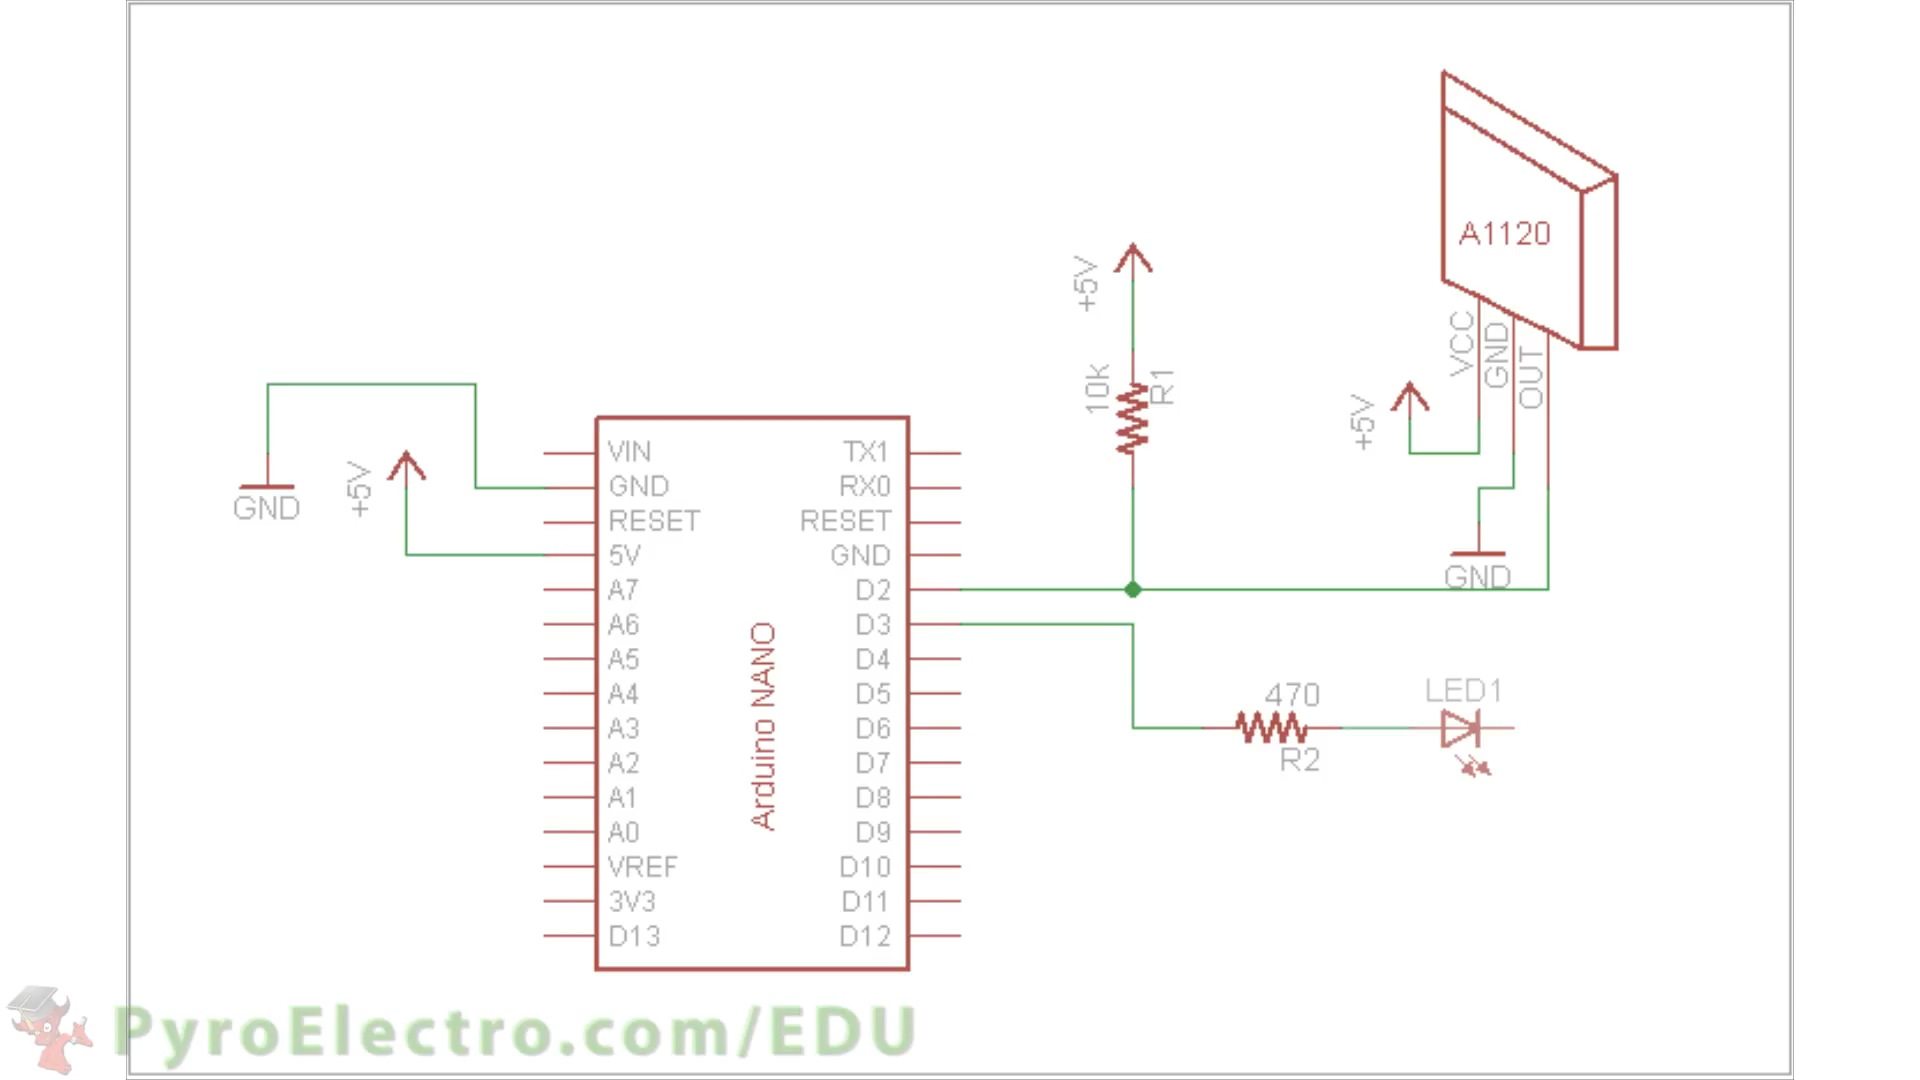 A1120
VCC
GND
OUT
+5V
10k
R1
+5V
GND
+5V
GND
VIN
GND
RESET
5V
A7
A6
A5
A4
A3
A2
A1
A0
VREF
3V3
D13
Arduino NANO
TX1
RX0
RESET
GND
D2
D3
D4
D5
D6
D7
D8
D9
D10
D11
D12
470
R2
LED1
PyroElectro.com/EDU